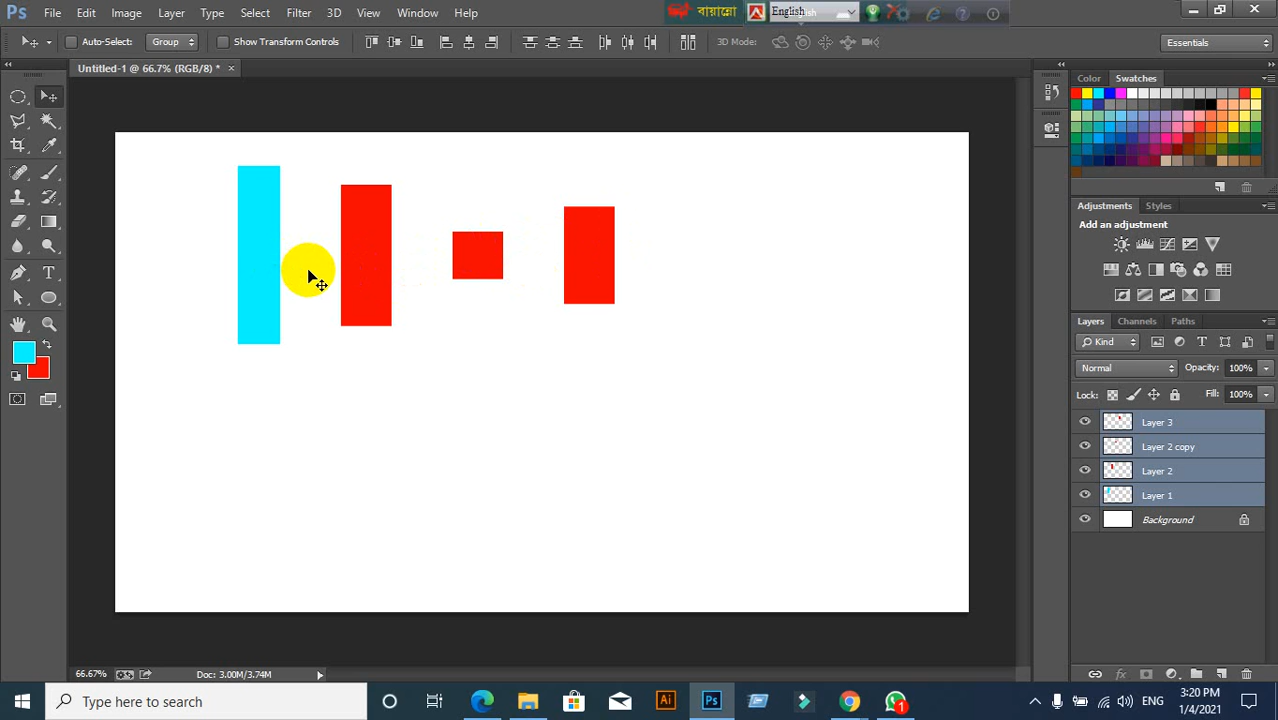 Ps File Edit Image Layer Type Select Filter 3D View Window Help
বায়ান্নো English
Auto-Select: Group Show Transform Controls 3D Mode: Essentials
Untitled-1 @ 66.7% (RGB/8) * ×
Color Swatches
Adjustments Styles
Add an adjustment
Layers Channels Paths
Kind
Normal Opacity: 100%
Lock: Fill: 100%
Layer 3
Layer 2 copy
Layer 2
Layer 1
Background
66.67% Doc: 3.00M/3.74M
Type here to search
Ai Ps 1 ENG
3:20 PM
1/4/2021